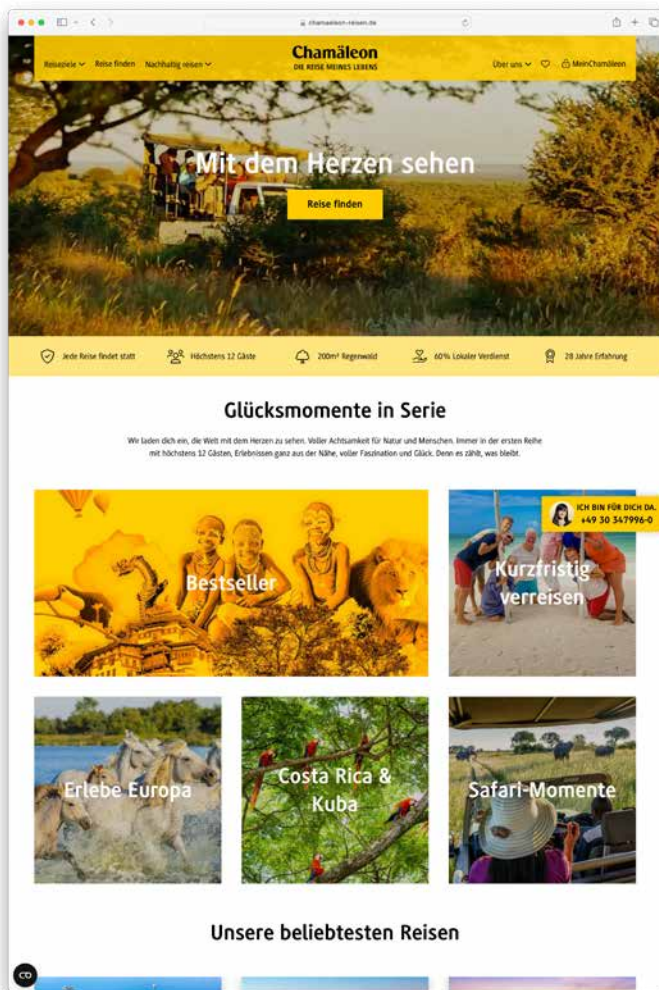 chamaeleon-reisen.de
Reiseziele
Reise finden
Nachhaltig reisen
Chamäleon
DIE REISE MEINES LEBENS
Über uns
MeinChamäleon
Mit dem Herzen sehen
Reise finden
Jede Reise findet statt
Höchstens 12 Gäste
200m² Regenwald
60% Lokaler Verdienst
28 Jahre Erfahrung
Glücksmomente in Serie
Wir laden dich ein, die Welt mit dem Herzen zu sehen. Voller Achtsamkeit für Natur und Menschen. Immer in der ersten Reihe
mit höchstens 12 Gästen, Erlebnissen ganz aus der Nähe, voller Faszination und Glück. Denn es zählt, was bleibt.
ICH BIN FÜR DICH DA.
+49 30 347996-0
Bestseller
Kurzfristig
verreisen
Erlebe Europa
Costa Rica &
Kuba
Safari-Momente
Unsere beliebtesten Reisen